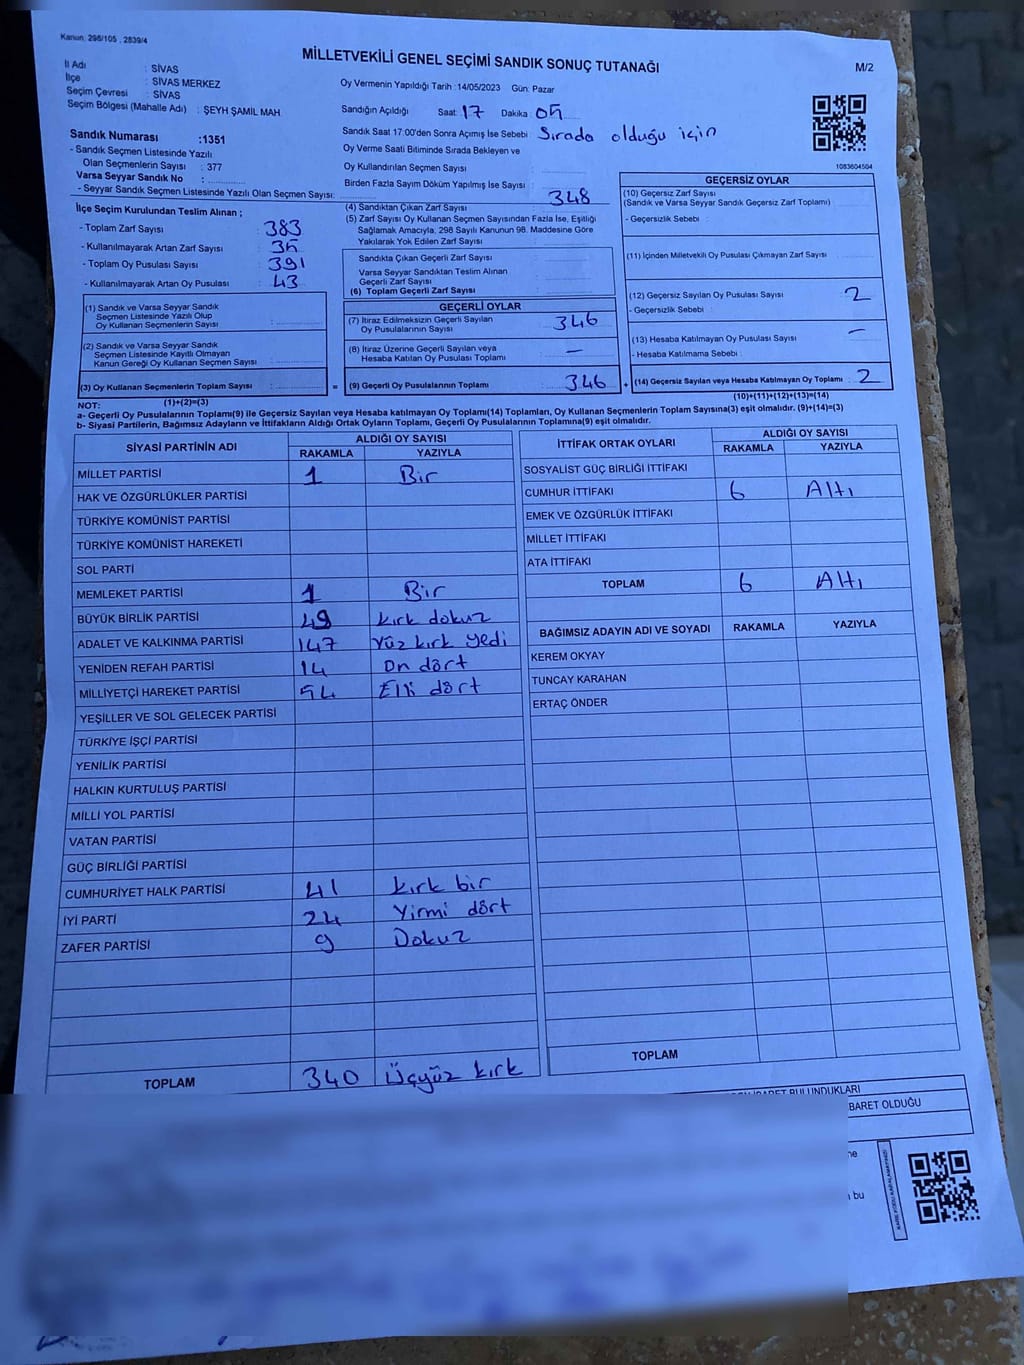 Kanun: 298/105 , 2839/4
MİLLETVEKİLİ GENEL SEÇİMİ SANDIK SONUÇ TUTANAĞI
M/2
İl Adı : SİVAS
İlçe : SİVAS MERKEZ
Seçim Çevresi : SİVAS
Seçim Bölgesi (Mahalle Adı) : ŞEYH ŞAMİL MAH
Oy Vermenin Yapıldığı Tarih :14/05/2023 Gün: Pazar
Sandığın Açıldığı Saat: 17 Dakika 05
Sandık Saat 17:00'den Sonra Açımış İse Sebebi : Sırada olduğu için
Oy Verme Saati Bitiminde Sırada Bekleyen ve
Oy Kullandırılan Seçmen Sayısı :
Birden Fazla Sayım Döküm Yapılmış İse Sayısı :
1083604504
Sandık Numarası :1351
- Sandık Seçmen Listesinde Yazılı
Olan Seçmenlerin Sayısı : 377
Varsa Seyyar Sandık No :
- Seyyar Sandık Seçmen Listesinde Yazılı Olan Seçmen Sayısı:
İlçe Seçim Kurulundan Teslim Alınan ;
- Toplam Zarf Sayısı : 383
- Kullanılmayarak Artan Zarf Sayısı : 35
- Toplam Oy Pusulası Sayısı : 391
- Kullanılmayarak Artan Oy Pusulası : 43
(1) Sandık ve Varsa Seyyar Sandık
Seçmen Listesinde Yazılı Olup
Oy Kullanan Seçmenlerin Sayısı :
(2) Sandık ve Varsa Seyyar Sandık
Seçmen Listesinde Kayıtlı Olmayan
Kanun Gereği Oy Kullanan Seçmen Sayısı :
(3) Oy Kullanan Seçmenlerin Toplam Sayısı :
(1)+(2)=(3)
(4) Sandıktan Çıkan Zarf Sayısı : 348
(5) Zarf Sayısı Oy Kullanan Seçmen Sayısından Fazla İse, Eşitliği
Sağlamak Amacıyla, 298 Sayılı Kanunun 98. Maddesine Göre
Yakılarak Yok Edilen Zarf Sayısı :
Sandıkta Çıkan Geçerli Zarf Sayısı :
Varsa Seyyar Sandıktan Teslim Alınan
Geçerli Zarf Sayısı :
(6) Toplam Geçerli Zarf Sayısı :
GEÇERLİ OYLAR
(7) İtiraz Edilmeksizin Geçerli Sayılan
Oy Pusulalarının Sayısı : 346
(8) İtiraz Üzerine Geçerli Sayılan veya
Hesaba Katılan Oy Pusulası Toplamı : –
= (9) Geçerli Oy Pusulalarının Toplamı : 346 +
GEÇERSİZ OYLAR
(10) Geçersiz Zarf Sayısı
(Sandık ve Varsa Seyyar Sandık Geçersiz Zarf Toplamı)
- Geçersizlik Sebebi :
(11) İçinden Milletvekili Oy Pusulası Çıkmayan Zarf Sayısı :
(12) Geçersiz Sayılan Oy Pusulası Sayısı : 2
- Geçersizlik Sebebi :
(13) Hesaba Katılmayan Oy Pusulası Sayısı : –
- Hesaba Katılmama Sebebi :
(14) Geçersiz Sayılan veya Hesaba Katılmayan Oy Toplamı : 2
(10)+(11)+(12)+(13)=(14)
NOT:
a- Geçerli Oy Pusulalarının Toplamı(9) ile Geçersiz Sayılan veya Hesaba katılmayan Oy Toplamı(14) Toplamları, Oy Kullanan Seçmenlerin Toplam Sayısına(3) eşit olmalıdır. (9)+(14)=(3)
b- Siyasi Partilerin, Bağımsız Adayların ve İttifakların Aldığı Ortak Oyların Toplamı, Geçerli Oy Pusulalarının Toplamı(9)ına eşit olmalıdır.
SİYASİ PARTİNİN ADI ALDIĞI OY SAYISI
RAKAMLA YAZIYLA
MİLLET PARTİSİ 1 Bir
HAK VE ÖZGÜRLÜKLER PARTİSİ
TÜRKİYE KOMÜNİST PARTİSİ
TÜRKİYE KOMÜNİST HAREKETİ
SOL PARTİ
MEMLEKET PARTİSİ 1 Bir
BÜYÜK BİRLİK PARTİSİ 49 Kırk dokuz
ADALET VE KALKINMA PARTİSİ 147 Yüz kırk yedi
YENİDEN REFAH PARTİSİ 14 On dört
MİLLİYETÇİ HAREKET PARTİSİ 54 Elli dört
YEŞİLLER VE SOL GELECEK PARTİSİ
TÜRKİYE İŞÇİ PARTİSİ
YENİLİK PARTİSİ
HALKIN KURTULUŞ PARTİSİ
MİLLİ YOL PARTİSİ
VATAN PARTİSİ
GÜÇ BİRLİĞİ PARTİSİ
CUMHURİYET HALK PARTİSİ 41 Kırk bir
İYİ PARTİ 24 Yirmi dört
ZAFER PARTİSİ 9 Dokuz
TOPLAM 340 Üçyüz kırk
İTTİFAK ORTAK OYLARI ALDIĞI OY SAYISI
RAKAMLA YAZIYLA
SOSYALİST GÜÇ BİRLİĞİ İTTİFAKI
CUMHUR İTTİFAKI 6 Altı
EMEK VE ÖZGÜRLÜK İTTİFAKI
MİLLET İTTİFAKI
ATA İTTİFAKI
TOPLAM 6 Altı
BAĞIMSIZ ADAYIN ADI VE SOYADI RAKAMLA YAZIYLA
KEREM OKYAY
TUNCAY KARAHAN
ERTAÇ ÖNDER
TOPLAM
BULUNDUKLARI
BARET OLDUĞU
ne
bu